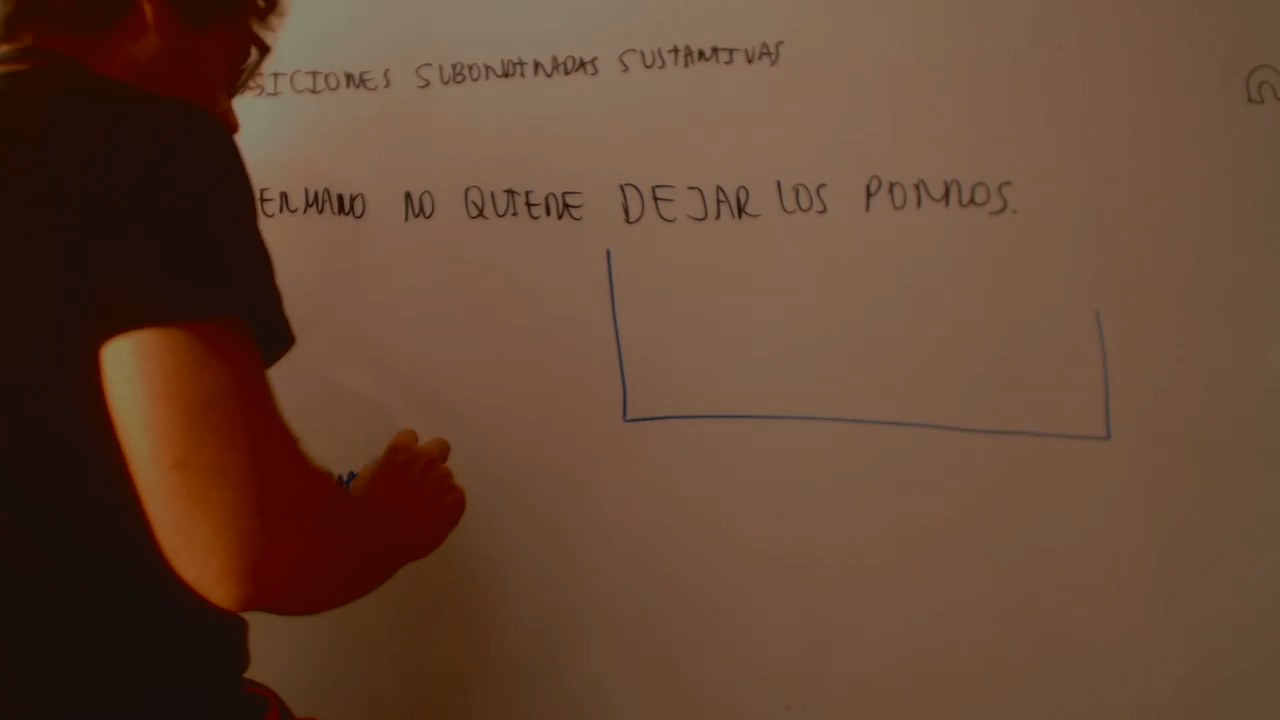 SICIONES SUBORDINADAS SUSTANTIVAS
ERMANO NO QUIERE DEJAR LOS PORROS.